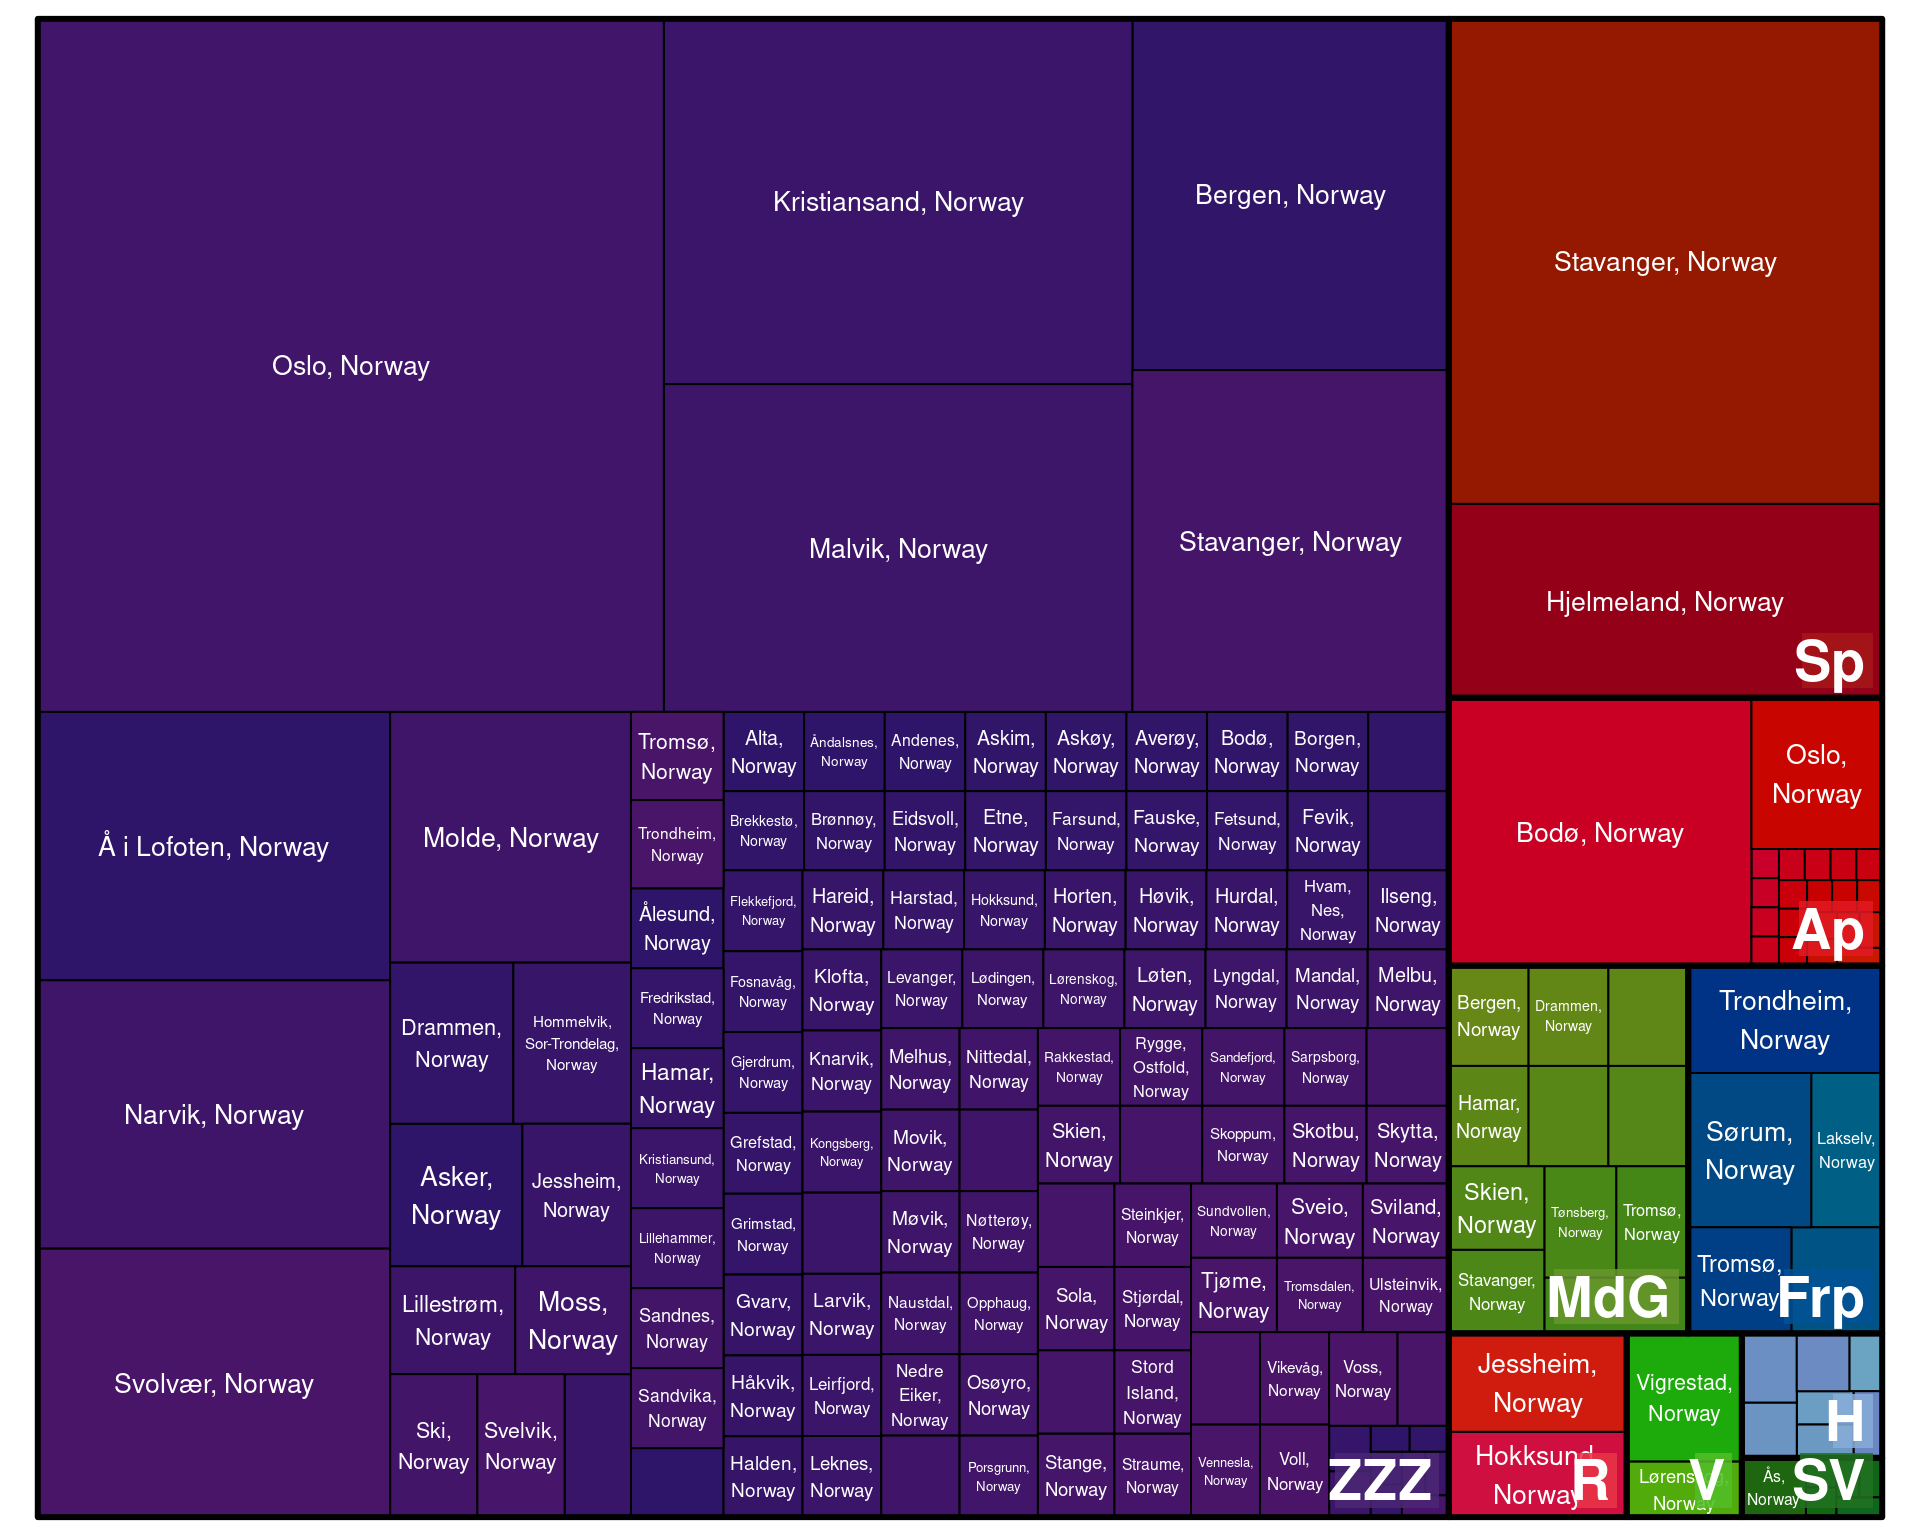 Oslo, Norway
Kristiansand, Norway
Bergen, Norway
Malvik, Norway
Stavanger, Norway
Å i Lofoten, Norway
Narvik, Norway
Svolvær, Norway
Molde, Norway
Drammen,
Norway
Hommelvik,
Sor-Trondelag,
Norway
Asker,
Norway
Jessheim,
Norway
Lillestrøm,
Norway
Moss,
Norway
Ski,
Norway
Svelvik,
Norway
Tromsø,
Norway
Trondheim,
Norway
Ålesund,
Norway
Fredrikstad,
Norway
Hamar,
Norway
Kristiansund,
Norway
Lillehammer,
Norway
Sandnes,
Norway
Sandvika,
Norway
Alta,
Norway
Åndalsnes,
Norway
Andenes,
Norway
Askim,
Norway
Askøy,
Norway
Averøy,
Norway
Bodø,
Norway
Borgen,
Norway
Brekkestø,
Norway
Brønnøy,
Norway
Eidsvoll,
Norway
Etne,
Norway
Farsund,
Norway
Fauske,
Norway
Fetsund,
Norway
Fevik,
Norway
Flekkefjord,
Norway
Hareid,
Norway
Harstad,
Norway
Hokksund,
Norway
Horten,
Norway
Høvik,
Norway
Hurdal,
Norway
Hvam,
Nes,
Norway
Ilseng,
Norway
Fosnavåg,
Norway
Klofta,
Norway
Levanger,
Norway
Lødingen,
Norway
Lørenskog,
Norway
Løten,
Norway
Lyngdal,
Norway
Mandal,
Norway
Melbu,
Norway
Gjerdrum,
Norway
Knarvik,
Norway
Melhus,
Norway
Nittedal,
Norway
Rakkestad,
Norway
Rygge,
Ostfold,
Norway
Sandefjord,
Norway
Sarpsborg,
Norway
Grefstad,
Norway
Kongsberg,
Norway
Movik,
Norway
Skien,
Norway
Skoppum,
Norway
Skotbu,
Norway
Skytta,
Norway
Grimstad,
Norway
Møvik,
Norway
Nøtterøy,
Norway
Steinkjer,
Norway
Sundvollen,
Norway
Sveio,
Norway
Sviland,
Norway
Gvarv,
Norway
Larvik,
Norway
Naustdal,
Norway
Opphaug,
Norway
Sola,
Norway
Stjørdal,
Norway
Tjøme,
Norway
Tromsdalen,
Norway
Ulsteinvik,
Norway
Håkvik,
Norway
Leirfjord,
Norway
Nedre
Eiker,
Norway
Osøyro,
Norway
Stord
Island,
Norway
Vikevåg,
Norway
Voss,
Norway
Halden,
Norway
Leknes,
Norway
Porsgrunn,
Norway
Stange,
Norway
Straume,
Norway
Vennesla,
Norway
Voll,
Norway
ZZZ
Stavanger, Norway
Hjelmeland, Norway
Sp
Bodø, Norway
Oslo,
Norway
Ap
Bergen,
Norway
Drammen,
Norway
Hamar,
Norway
Skien,
Norway
Tønsberg,
Norway
Tromsø,
Norway
Stavanger,
Norway
MdG
Trondheim,
Norway
Sørum,
Norway
Lakselv,
Norway
Tromsø,
Norway
Frp
Jessheim,
Norway
Hokksund,
Norway
R
Vigrestad,
Norway
Lørenskog,
Norway
V
H
Ås,
Norway
SV